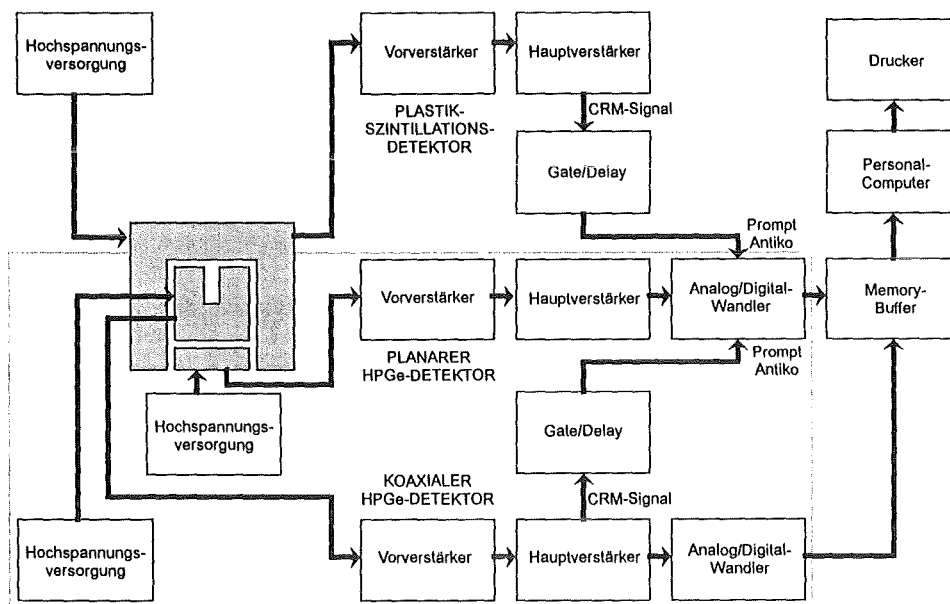 Hochspannungs-
versorgung
Vorverstärker
Hauptverstärker
Drucker
PLASTIK-
SZINTILLATIONS-
DETEKTOR
CRM-Signal
Gate/Delay
Personal-
Computer
Prompt
Antiko
Vorverstärker
Hauptverstärker
Analog/Digital-
Wandler
Memory-
Buffer
PLANARER
HPGe-DETEKTOR
Prompt
Antiko
Hochspannungs-
versorgung
Gate/Delay
KOAXIALER
HPGe-DETEKTOR
CRM-Signal
Hochspannungs-
versorgung
Vorverstärker
Hauptverstärker
Analog/Digital-
Wandler